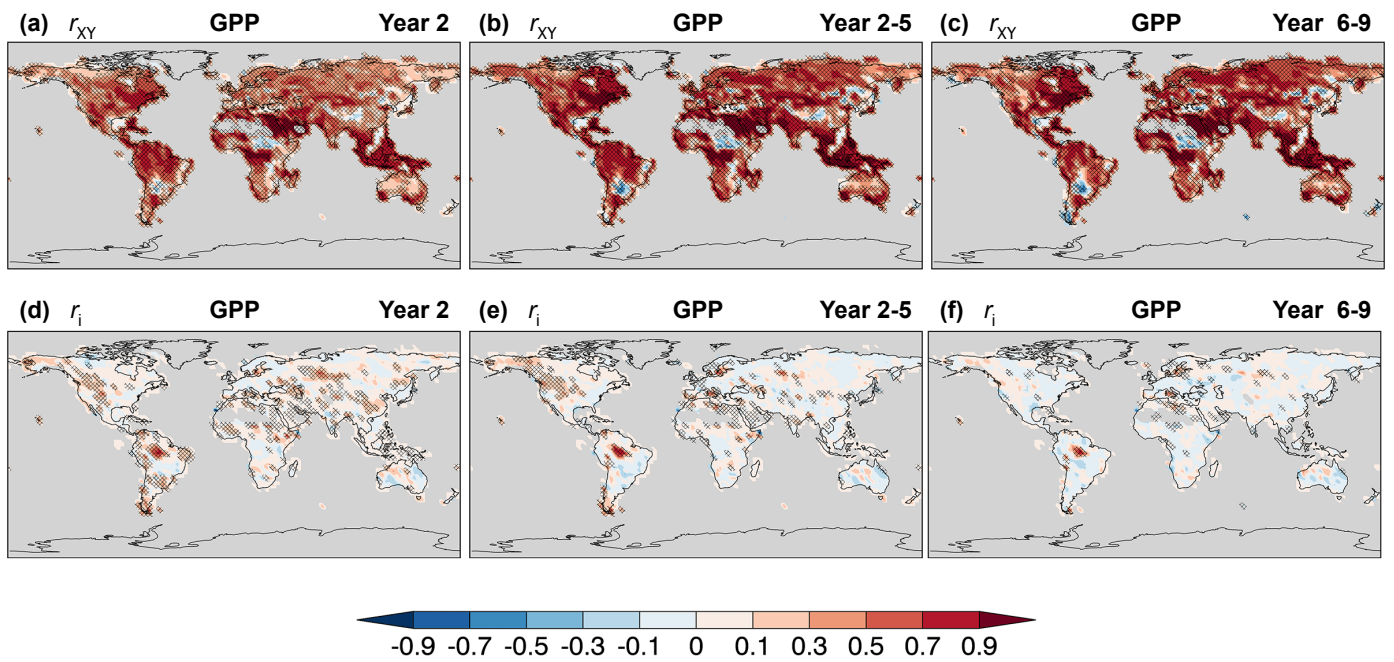 (a) rXY GPP Year 2
(b) rXY GPP Year 2-5
(c) rXY GPP Year 6-9
(d) ri GPP Year 2
(e) ri GPP Year 2-5
(f) ri GPP Year 6-9
-0.9 -0.7 -0.5 -0.3 -0.1 0 0.1 0.3 0.5 0.7 0.9